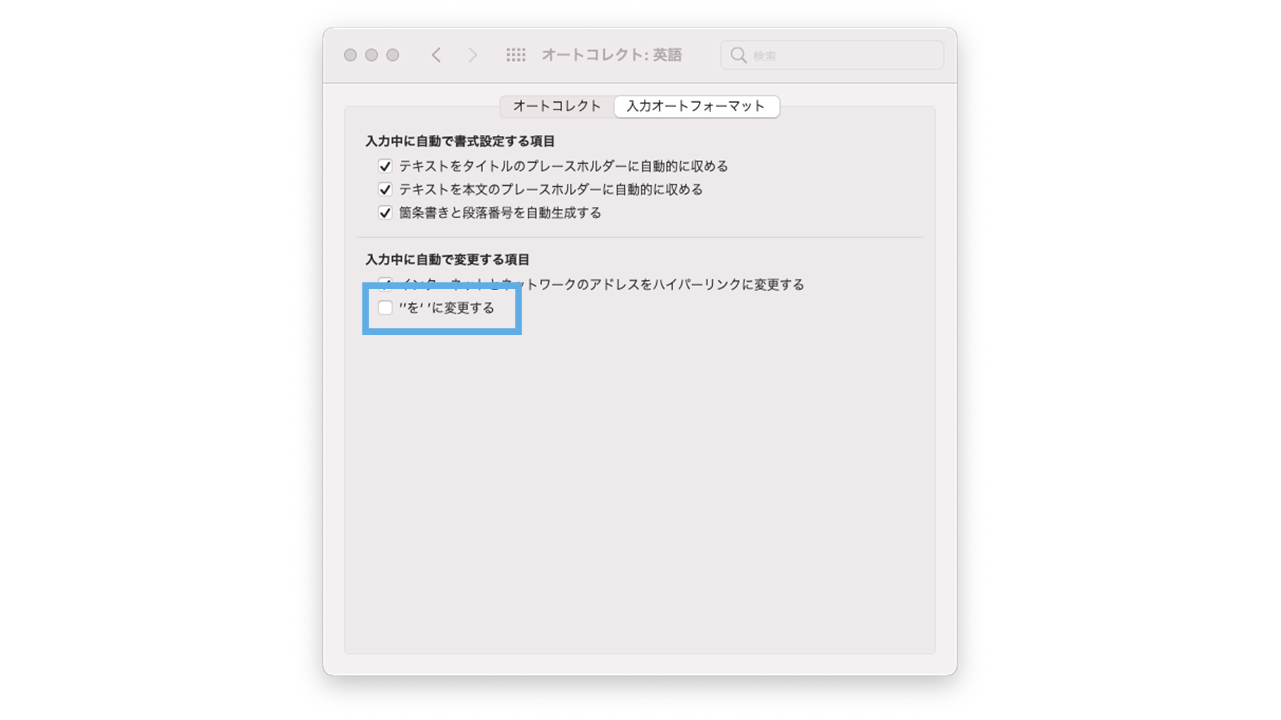 オートコレクト: 英語
検索
オートコレクト 入力オートフォーマット
入力中に自動で書式設定する項目
テキストをタイトルのプレースホルダーに自動的に収める
テキストを本文のプレースホルダーに自動的に収める
箇条書きと段落番号を自動生成する
入力中に自動で変更する項目
インターネットとネットワークのアドレスをハイパーリンクに変更する
′′を‘ ’に変更する